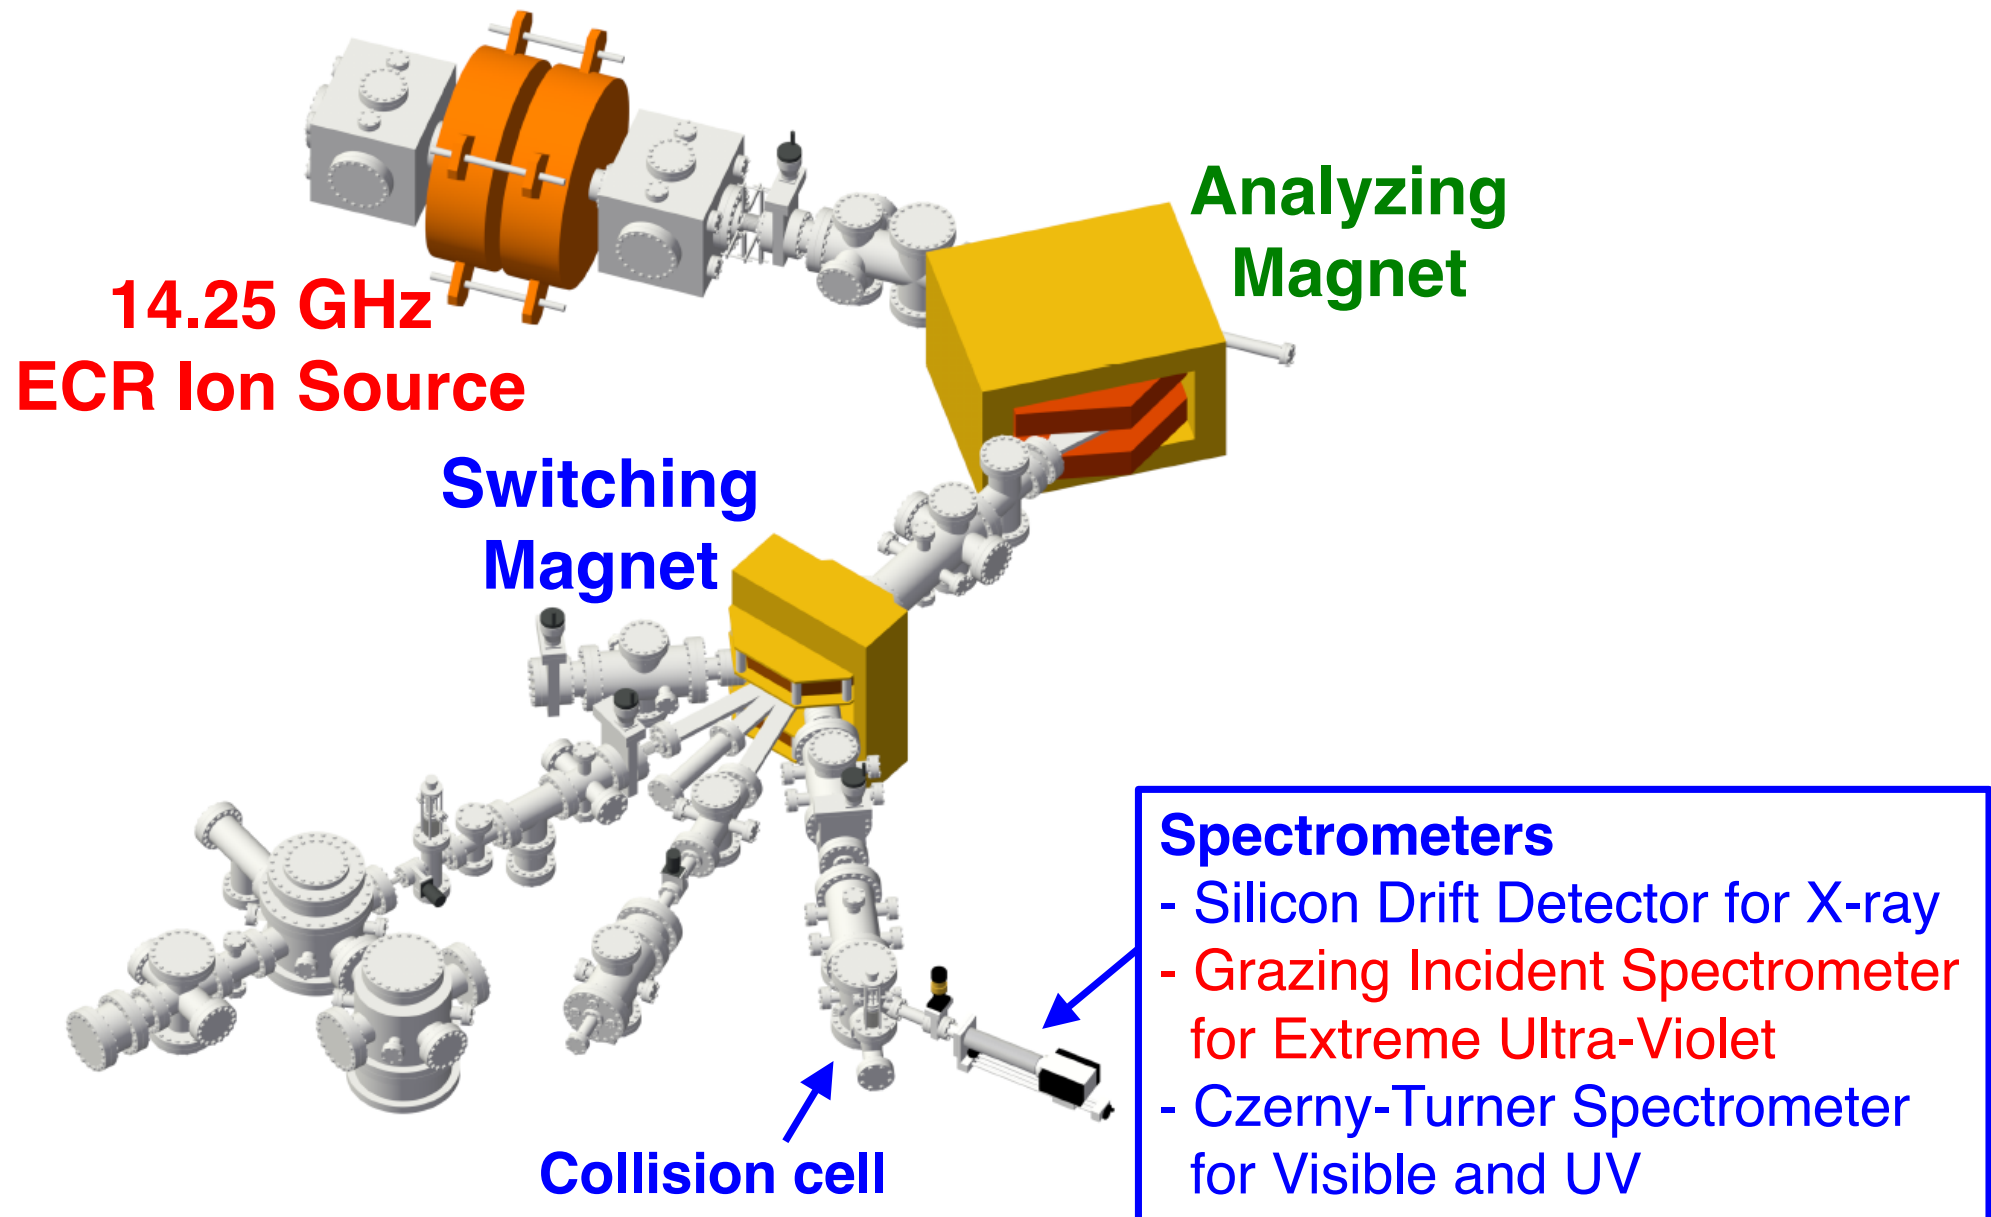 Analyzing
Magnet
14.25 GHz
ECR Ion Source
Switching
Magnet
Spectrometers
- Silicon Drift Detector for X-ray
- Grazing Incident Spectrometer
for Extreme Ultra-Violet
- Czerny-Turner Spectrometer
for Visible and UV
Collision cell